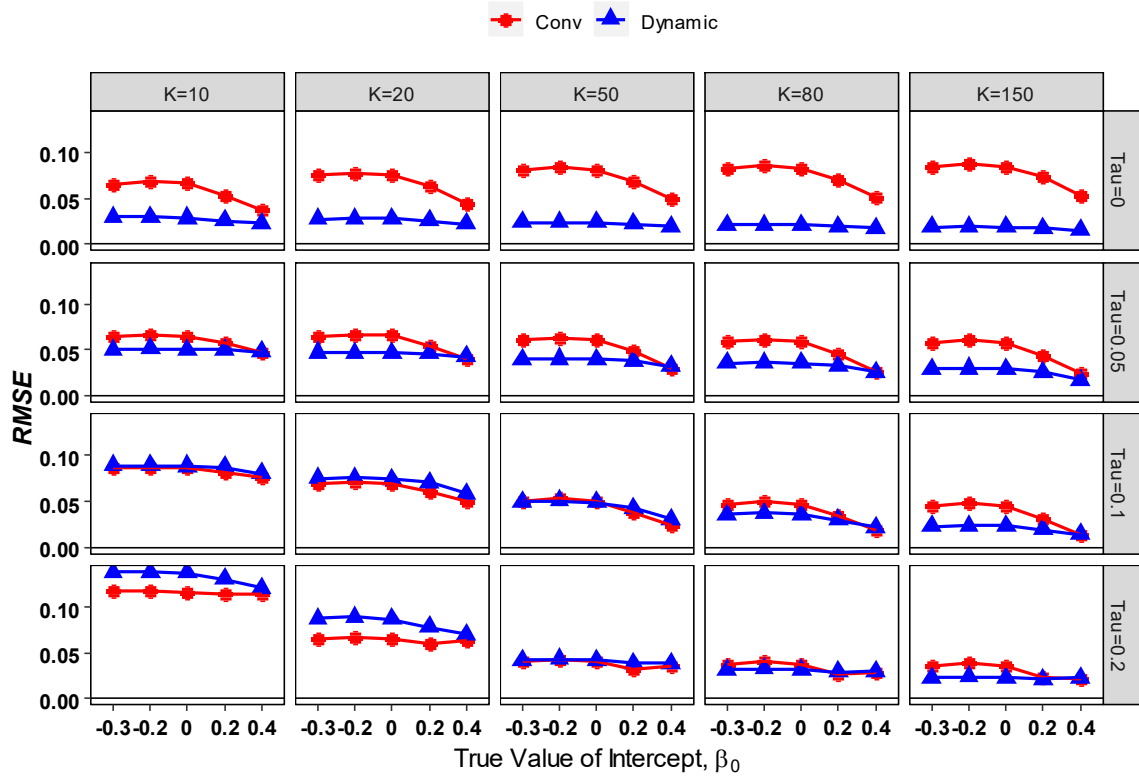 Conv Dynamic
K=10 K=20 K=50 K=80 K=150
RMSE
0.10
0.05
0.00
Tau=0
0.10
0.05
0.00
Tau=0.05
0.10
0.05
0.00
Tau=0.1
0.10
0.05
0.00
Tau=0.2
-0.3 -0.2 0 0.2 0.4 -0.3 -0.2 0 0.2 0.4 -0.3 -0.2 0 0.2 0.4 -0.3 -0.2 0 0.2 0.4 -0.3 -0.2 0 0.2 0.4
True Value of Intercept, β₀